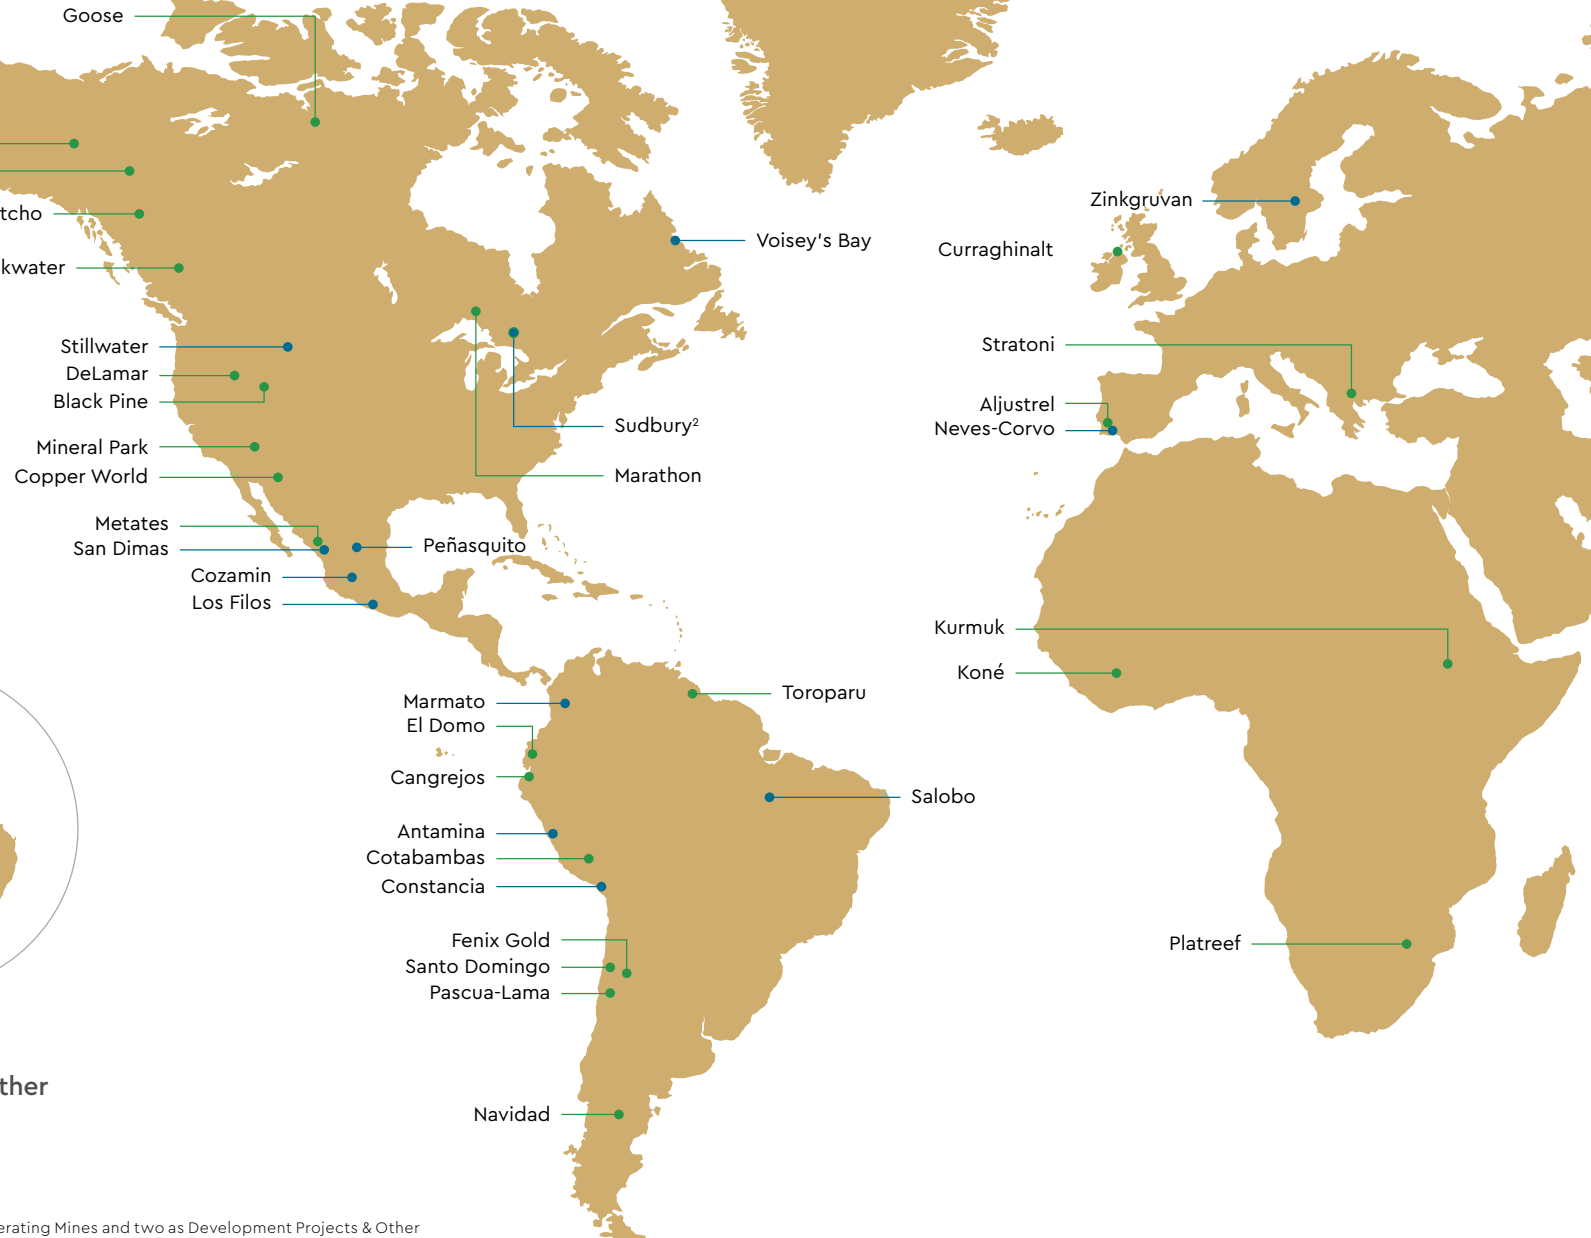 Goose
tcho
kwater
Stillwater
DeLamar
Black Pine
Mineral Park
Copper World
Metates
San Dimas
Cozamin
Los Filos
Peñasquito
Voisey's Bay
Sudbury²
Marathon
Marmato
El Domo
Cangrejos
Antamina
Cotabambas
Constancia
Fenix Gold
Santo Domingo
Pascua-Lama
Navidad
Toroparu
Salobo
Zinkgruvan
Curraghinalt
Stratoni
Aljustrel
Neves-Corvo
Kurmuk
Koné
Platreef
ther
erating Mines and two as Development Projects & Other